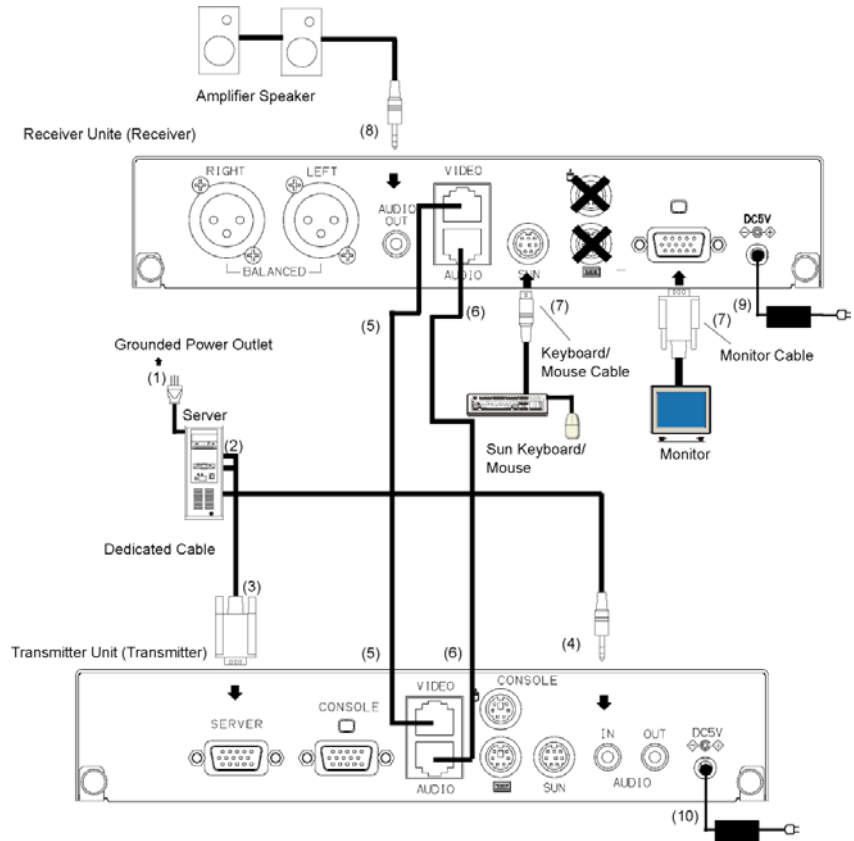 Amplifier Speaker
(8)
Receiver Unite (Receiver)
RIGHT
LEFT
BALANCED
AUDIO
OUT
VIDEO
AUDIO
SUN
DC5V
(5)
(6)
(7)
Keyboard/
Mouse Cable
(7)
Monitor Cable
(9)
Grounded Power Outlet
(1)
Server
(2)
Sun Keyboard/
Mouse
Monitor
Dedicated Cable
(3)
(4)
Transmitter Unit (Transmitter)
(5)
(6)
SERVER
CONSOLE
VIDEO
AUDIO
CONSOLE
SUN
IN
OUT
AUDIO
DC5V
(10)